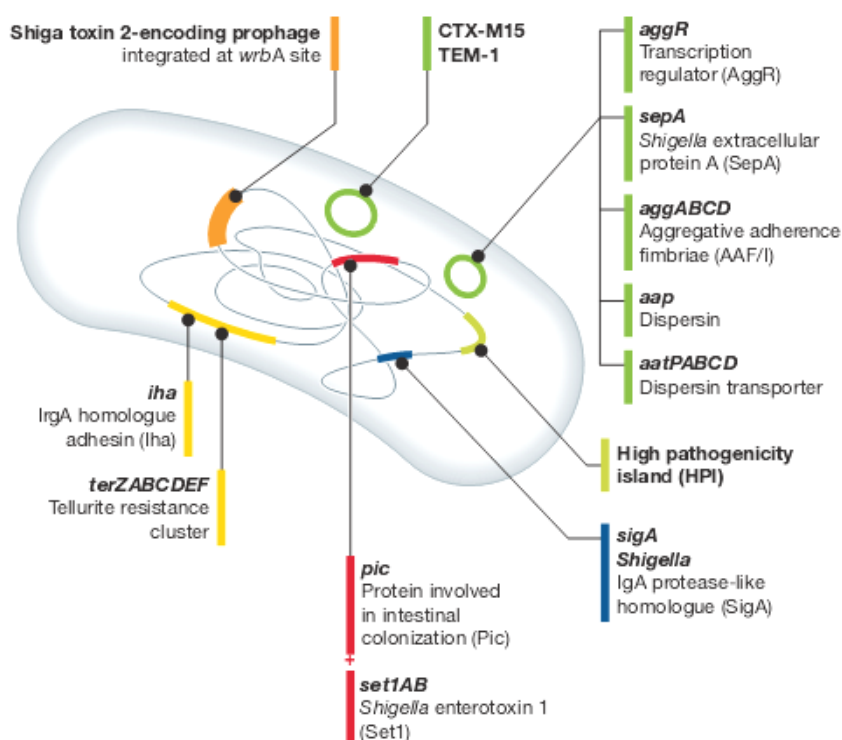 Shiga toxin 2-encoding prophage
integrated at wrbA site
CTX-M15
TEM-1
aggR
Transcription
regulator (AggR)
sepA
Shigella extracellular
protein A (SepA)
aggABCD
Aggregative adherence
fimbriae (AAF/I)
aap
Dispersin
aatPABCD
Dispersin transporter
iha
IrgA homologue
adhesin (Iha)
terZABCDEF
Tellurite resistance
cluster
High pathogenicity
island (HPI)
sigA
Shigella
IgA protease-like
homologue (SigA)
pic
Protein involved
in intestinal
colonization (Pic)
+
set1AB
Shigella enterotoxin 1
(Set1)